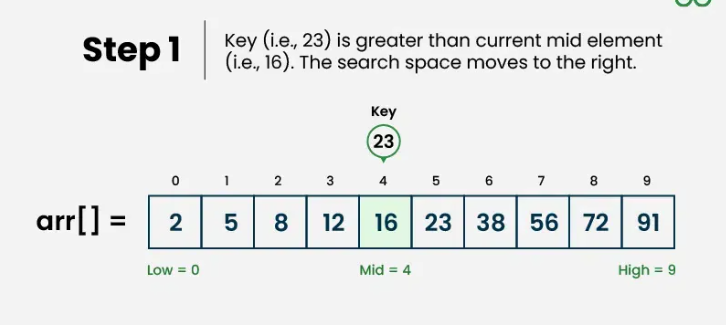 Step 1
Key (i.e., 23) is greater than current mid element
(i.e., 16). The search space moves to the right.
Key
23
0 1 2 3 4 5 6 7 8 9
arr[] = 2 5 8 12 16 23 38 56 72 91
Low = 0 Mid = 4 High = 9